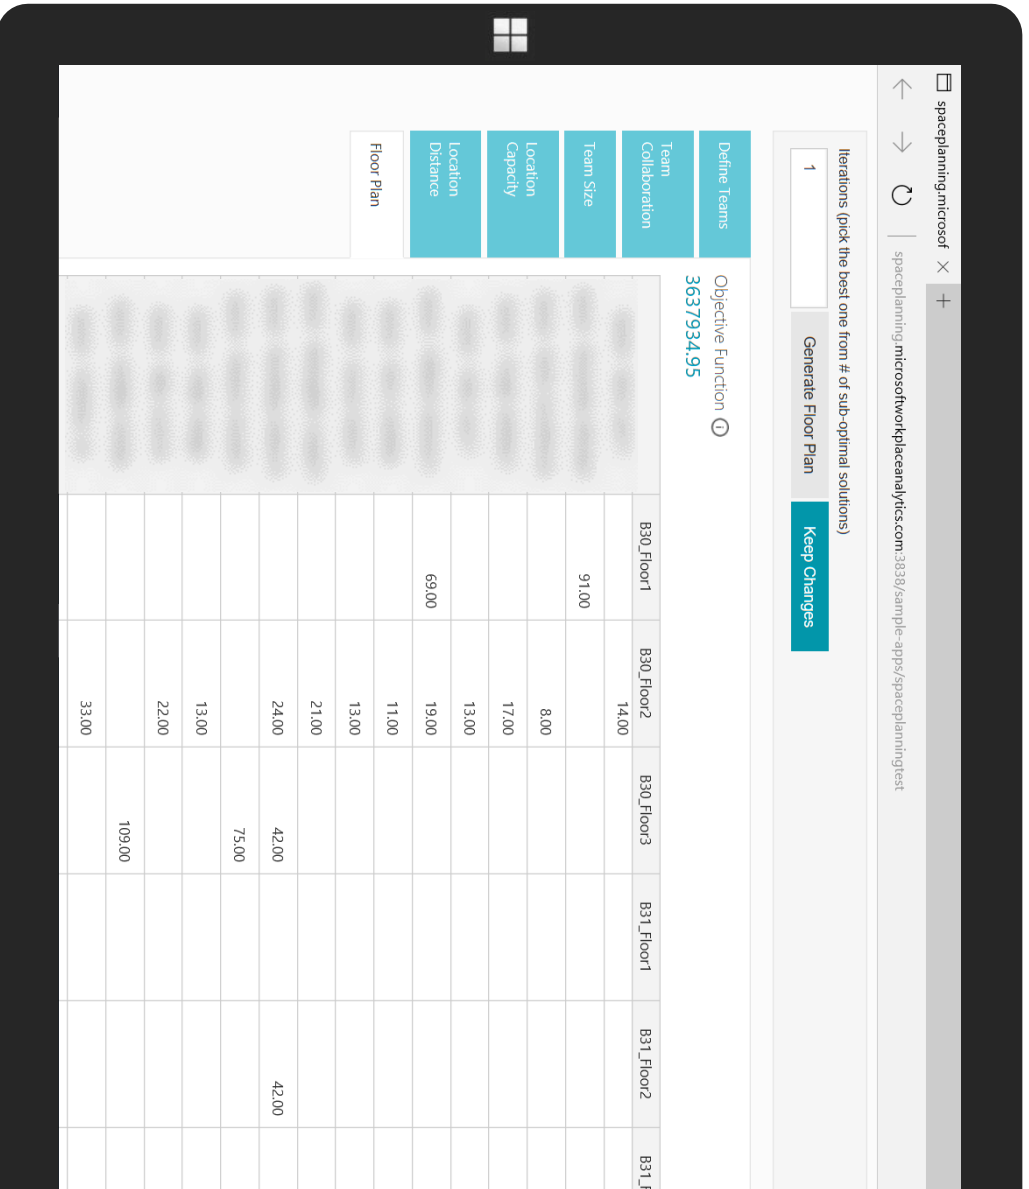 spaceplanning.microsof
spaceplanning.microsoftworkplaceanalytics.com:3838/sample-apps/spaceplanningtest
Iterations (pick the best one from # of sub-optimal solutions)
1
Generate Floor Plan
Keep Changes
Define Teams
Team
Collaboration
Team Size
Location
Capacity
Location
Distance
Floor Plan
Objective Function
3637934.95
B30_Floor1 B30_Floor2 B30_Floor3 B31_Floor1 B31_Floor2 B31_F
14.00
91.00
8.00
17.00
13.00
69.00 19.00
11.00
13.00
21.00
24.00 42.00 42.00
75.00
13.00
22.00
109.00
33.00